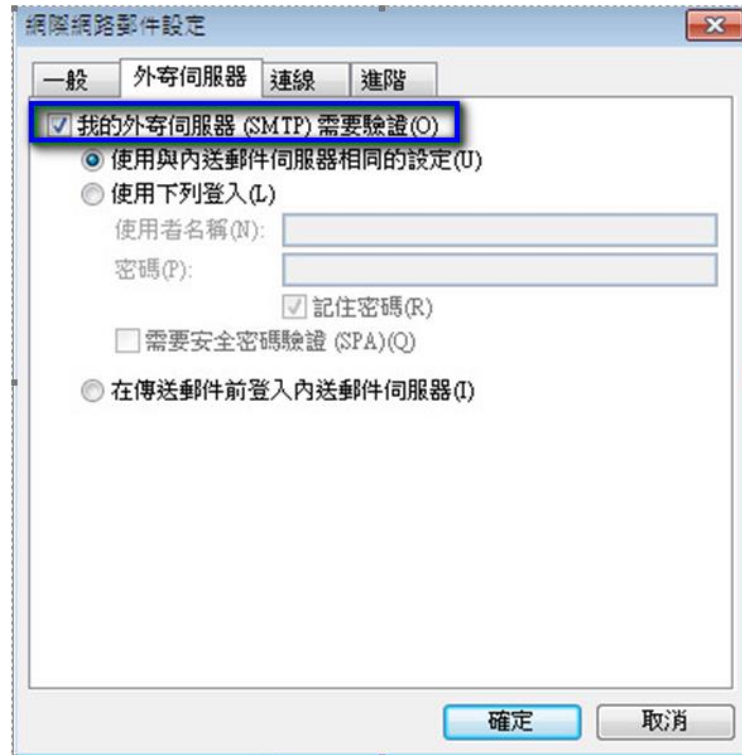 網際網路郵件設定
一般 外寄伺服器 連線 進階
我的外寄伺服器 (SMTP) 需要驗證(O)
使用與內送郵件伺服器相同的設定(U)
使用下列登入(L)
使用者名稱(N):
密碼(P):
記住密碼(R)
需要安全密碼驗證 (SPA)(Q)
在傳送郵件前登入內送郵件伺服器(I)
確定 取消